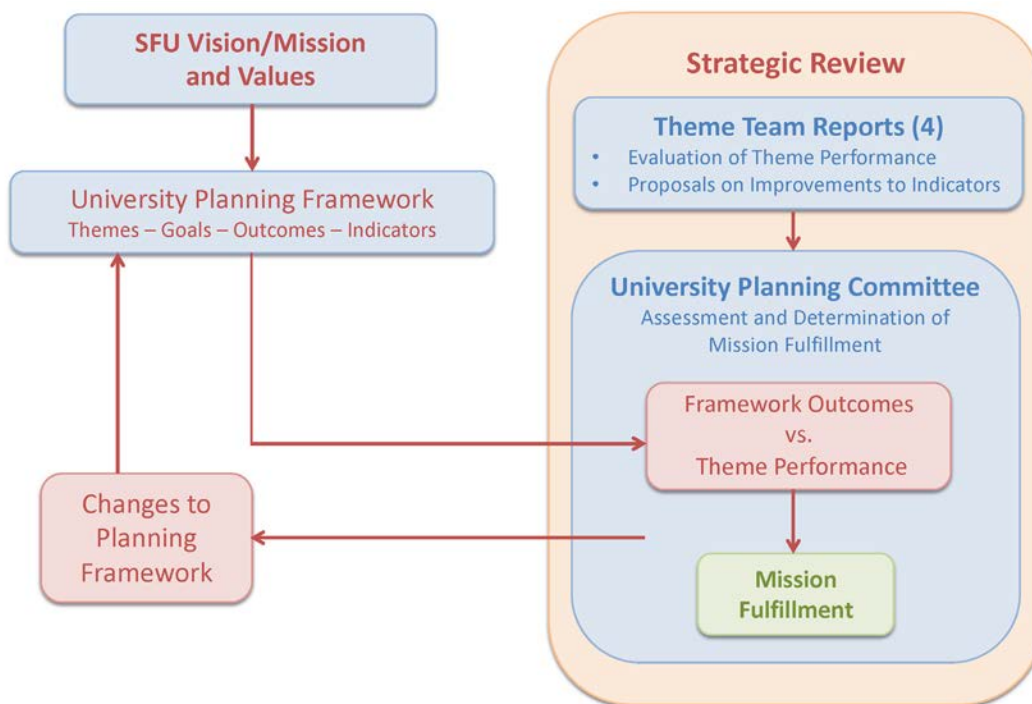 SFU Vision/Mission
and Values
University Planning Framework
Themes – Goals – Outcomes – Indicators
Changes to
Planning
Framework
Strategic Review
Theme Team Reports (4)
• Evaluation of Theme Performance
• Proposals on Improvements to Indicators
University Planning Committee
Assessment and Determination of
Mission Fulfillment
Framework Outcomes
vs.
Theme Performance
Mission
Fulfillment